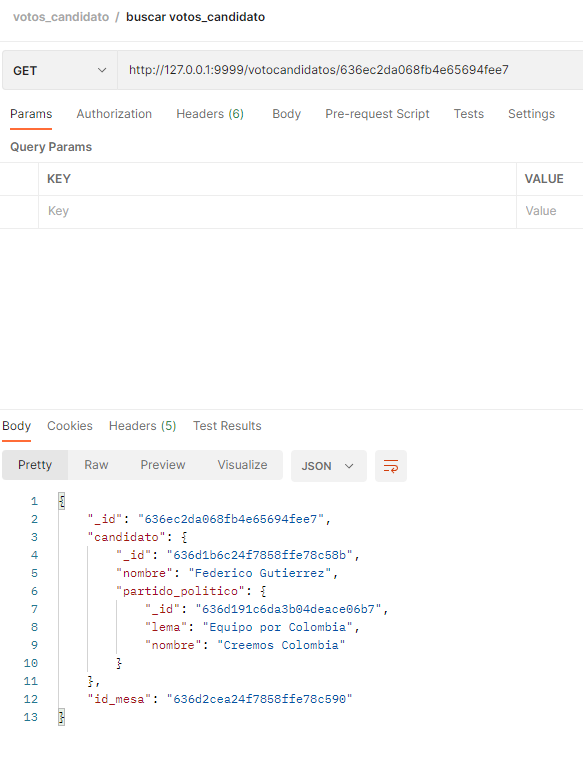 votos_candidato / buscar votos_candidato
GET http://127.0.0.1:9999/votocandidatos/636ec2da068fb4e65694fee7
Params Authorization Headers (6) Body Pre-request Script Tests Settings
Query Params
KEY VALUE
Key Value
Body Cookies Headers (5) Test Results
Pretty Raw Preview Visualize JSON
1 {
2 "_id": "636ec2da068fb4e65694fee7",
3 "candidato": {
4 "_id": "636d1b6c24f7858ffe78c58b",
5 "nombre": "Federico Gutierrez",
6 "partido_politico": {
7 "_id": "636d191c6da3b04deace06b7",
8 "lema": "Equipo por Colombia",
9 "nombre": "Creemos Colombia"
10 }
11 },
12 "id_mesa": "636d2cea24f7858ffe78c590"
13 }